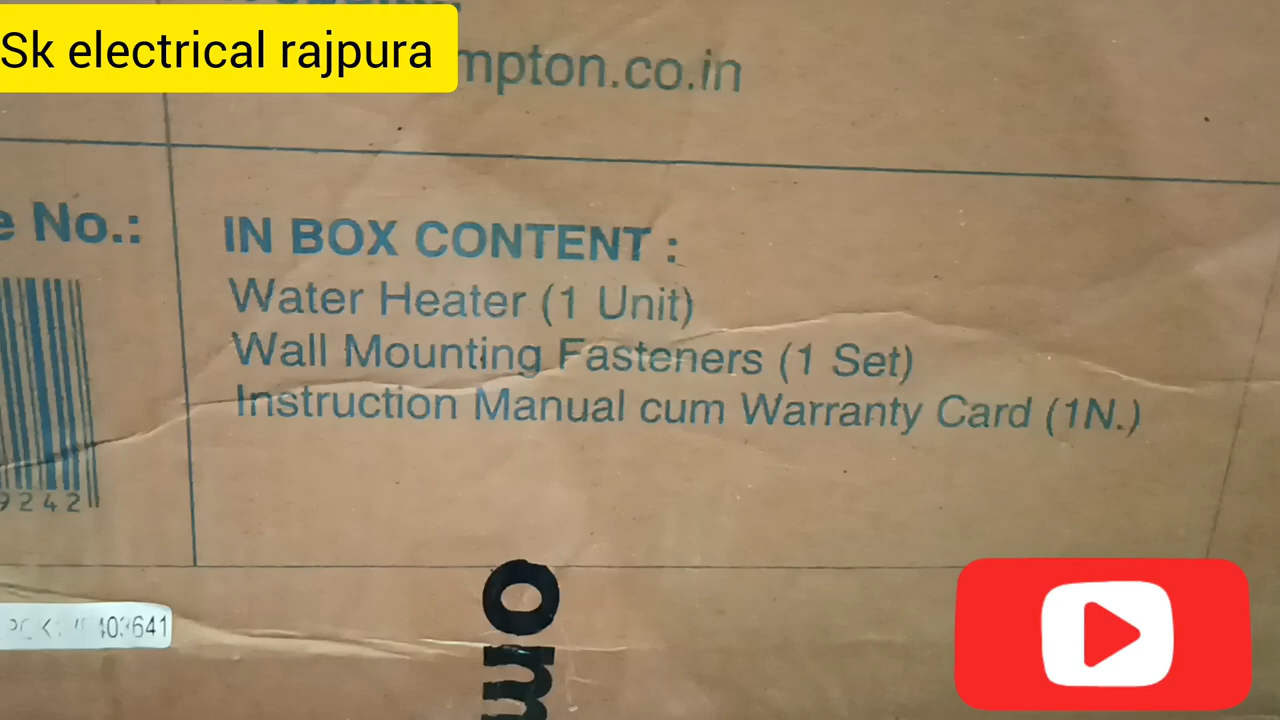 Sk electrical rajpura
mpton.co.in
e No.:
IN BOX CONTENT :
Water Heater (1 Unit)
Wall Mounting Fasteners (1 Set)
Instruction Manual cum Warranty Card (1N.)
9242
403641
om